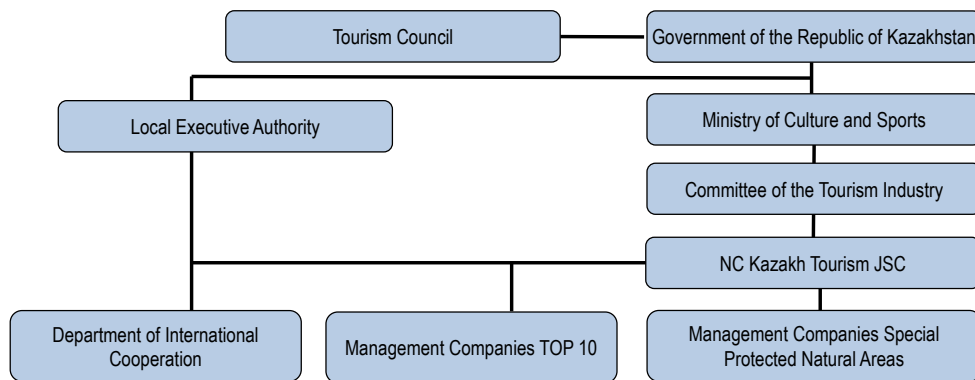 Tourism Council
Government of the Republic of Kazakhstan
Local Executive Authority
Ministry of Culture and Sports
Committee of the Tourism Industry
NC Kazakh Tourism JSC
Department of International
Cooperation
Management Companies TOP 10
Management Companies Special
Protected Natural Areas